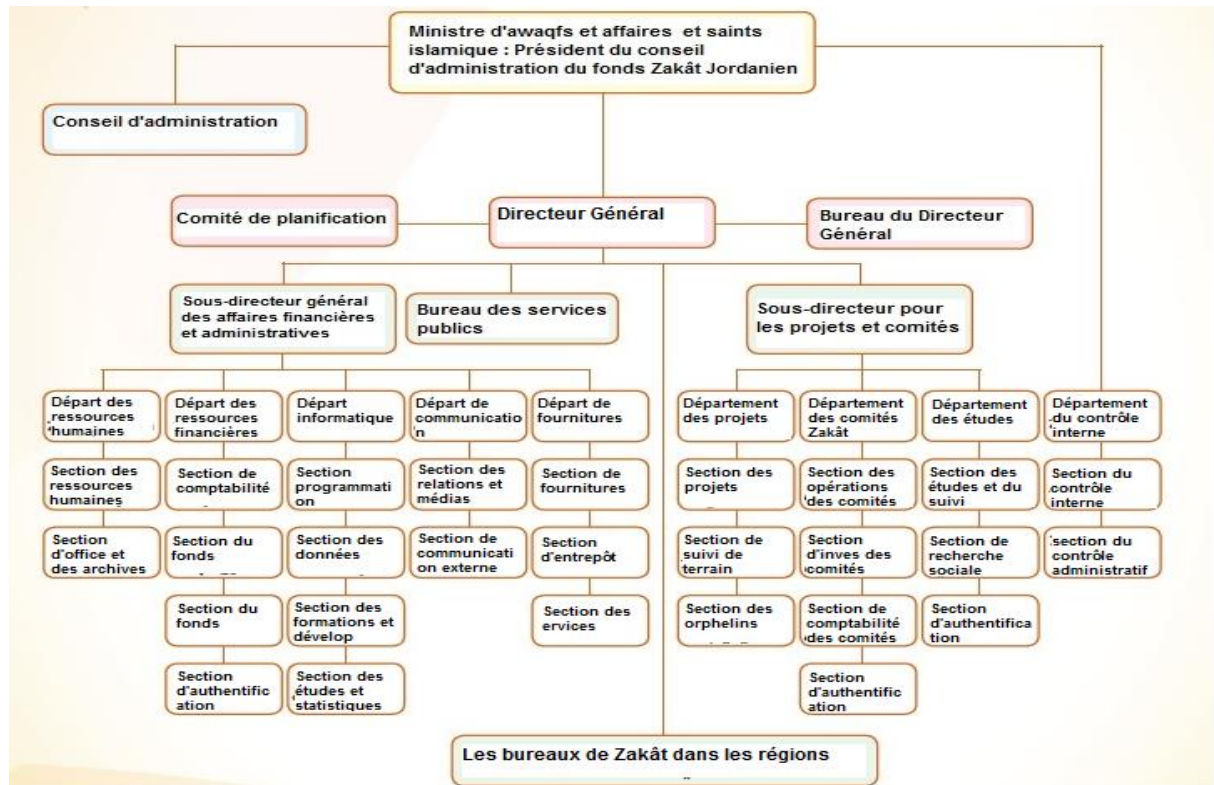 Ministre d'awaqfs et affaires et saints
islamique : Président du conseil
d'administration du fonds Zakât Jordanien
Conseil d'administration
Comité de planification
Directeur Général
Bureau du Directeur
Général
Sous-directeur général
des affaires financières
et administratives
Bureau des services
publics
Sous-directeur pour
les projets et comités
Départ des
ressources
humaines
Départ des
ressources
financières
Départ
informatique
Départ de
communicatio
n
Départ de
fournitures
Département
des projets
Département
des comités
Zakât
Département
des études
Département
du contrôle
interne
Section des
ressources
humaines
Section de
comptabilité
Section
programmati
on
Section des
relations et
médias
Section de
fournitures
Section des
projets
Section des
opérations
des comités
Section des
études et du
suivi
Section du
contrôle
interne
Section
d'office et
des archives
Section du
fonds
Section des
données
Section de
communicati
on externe
Section
d'entrepôt
Section de
suivi de
terrain
Section
d'inves des
comités
Section de
recherche
sociale
section du
contrôle
administratif
Section du
fonds
Section des
formations et
dévelop
Section des
ervices
Section des
orphelins
Section de
comptabilité
des comités
Section
d'authentifica
tion
Section
d'authentific
ation
Section des
études et
statistiques
Section
d'authentific
ation
Les bureaux de Zakât dans les régions